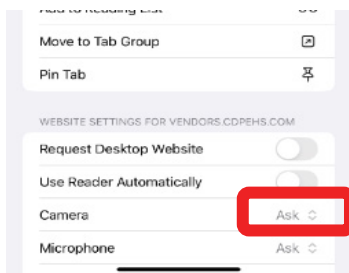 Move to Tab Group
Pin Tab
WEBSITE SETTINGS FOR VENDORS.CDPEHS.COM
Request Desktop Website
Use Reader Automatically
Camera Ask
Microphone Ask